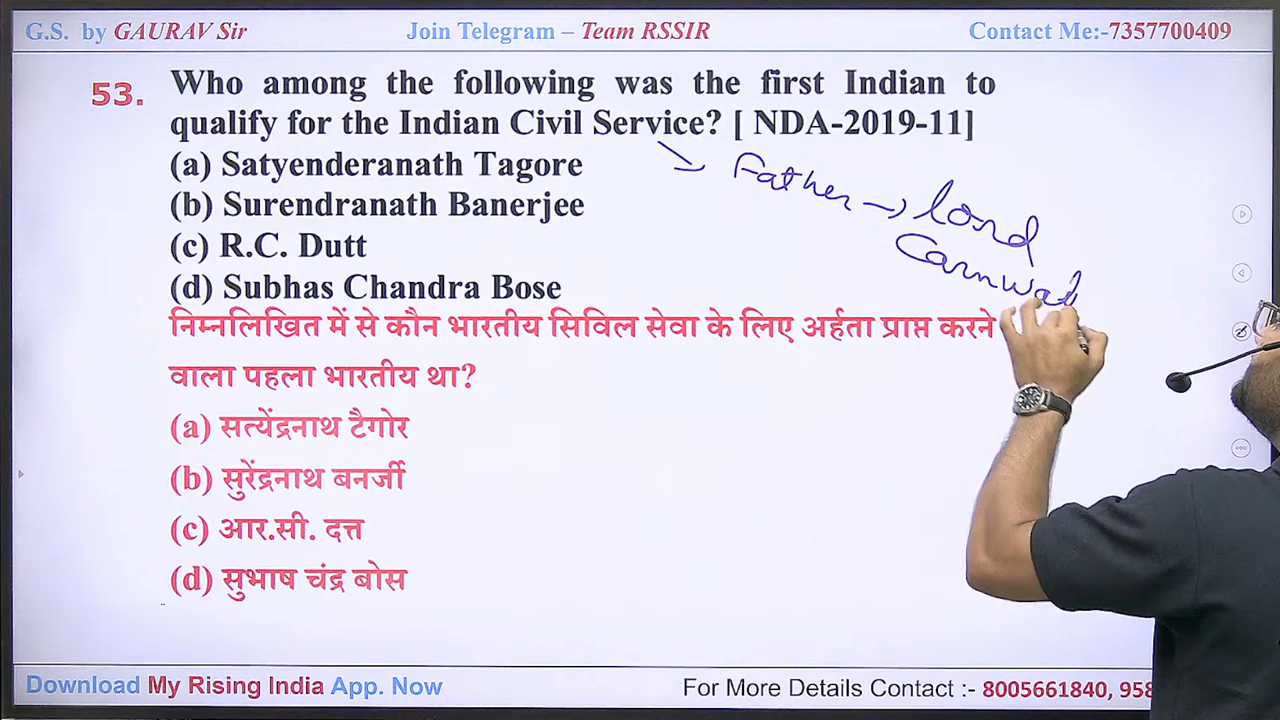 G.S. by GAURAV Sir
Join Telegram – Team RSSIR
Contact Me:-7357700409
53. Who among the following was the first Indian to
qualify for the Indian Civil Service? [ NDA-2019-11]
(a) Satyenderanath Tagore
(b) Surendranath Banerjee
(c) R.C. Dutt
(d) Subhas Chandra Bose
Father → lord
निम्नलिखित में से कौन भारतीय सिविल सेवा के लिए अर्हता प्राप्त करने
वाला पहला भारतीय था?
(a) सत्येंद्रनाथ टैगोर
(b) सुरेंद्रनाथ बनर्जी
(c) आर.सी. दत्त
(d) सुभाष चंद्र बोस
Download My Rising India App. Now
For More Details Contact :- 8005661840, 958